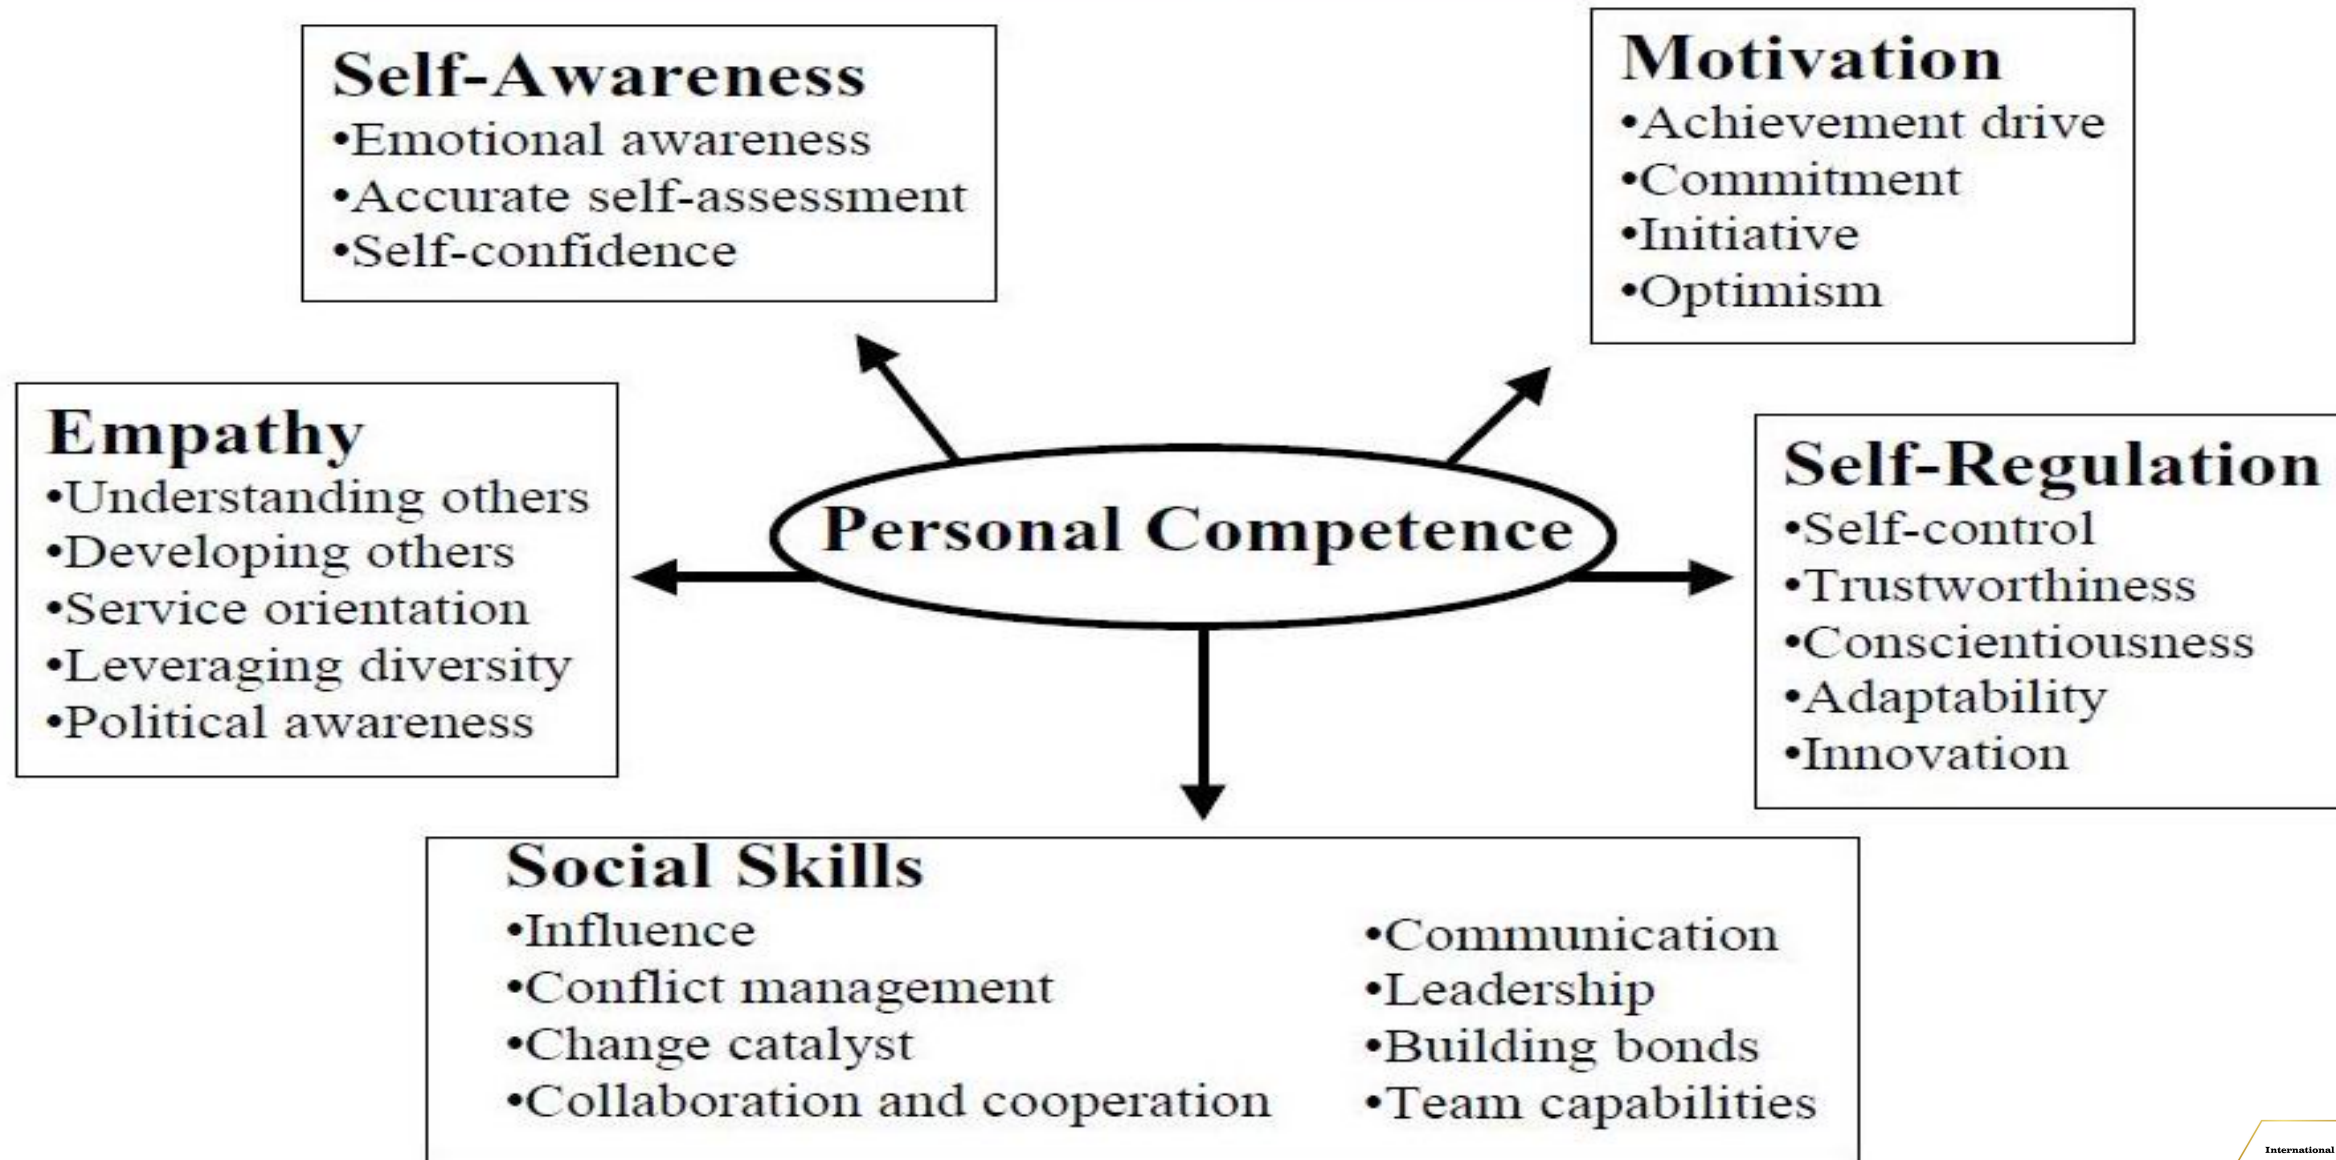 Self-Awareness
•Emotional awareness
•Accurate self-assessment
•Self-confidence
Motivation
•Achievement drive
•Commitment
•Initiative
•Optimism
Empathy
•Understanding others
•Developing others
•Service orientation
•Leveraging diversity
•Political awareness
Personal Competence
Self-Regulation
•Self-control
•Trustworthiness
•Conscientiousness
•Adaptability
•Innovation
Social Skills
•Influence
•Conflict management
•Change catalyst
•Collaboration and cooperation
•Communication
•Leadership
•Building bonds
•Team capabilities
International